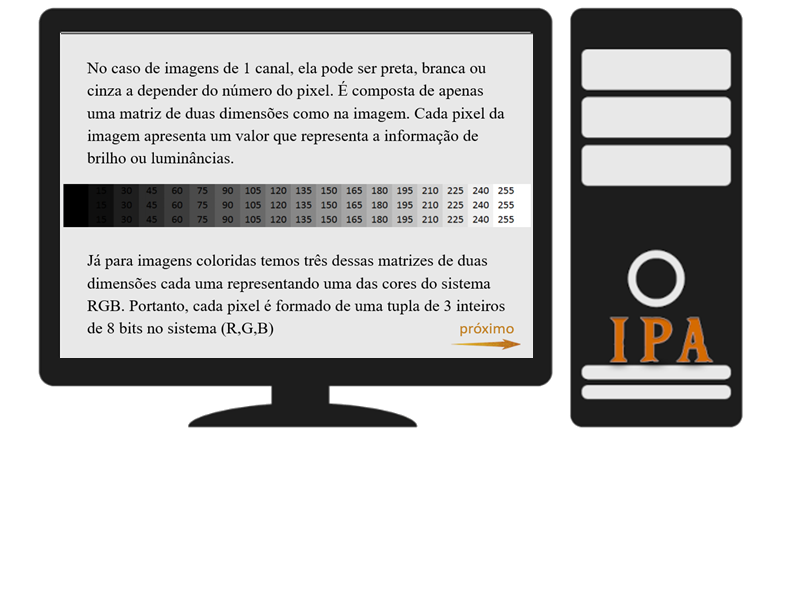 No caso de imagens de 1 canal, ela pode ser preta, branca ou
cinza a depender do número do pixel. É composta de apenas
uma matriz de duas dimensões como na imagem. Cada pixel da
imagem apresenta um valor que representa a informação de
brilho ou luminâncias.
15 30 45 60 75 90 105 120 135 150 165 180 195 210 225 240 255
15 30 45 60 75 90 105 120 135 150 165 180 195 210 225 240 255
15 30 45 60 75 90 105 120 135 150 165 180 195 210 225 240 255
Já para imagens coloridas temos três dessas matrizes de duas
dimensões cada uma representando uma das cores do sistema
RGB. Portanto, cada pixel é formado de uma tupla de 3 inteiros
de 8 bits no sistema (R,G,B)
próximo
IPA